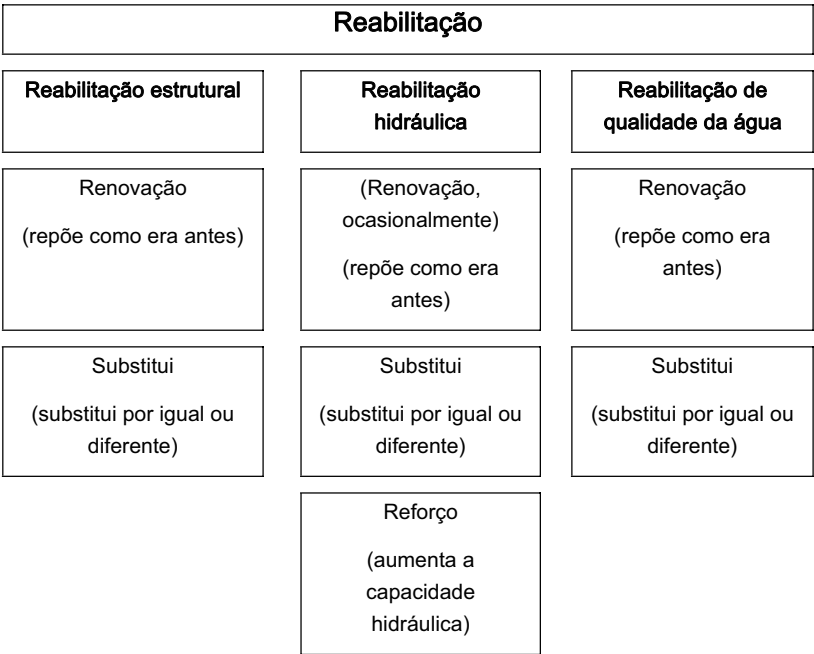 Reabilitação
Reabilitação estrutural
Reabilitação
hidráulica
Reabilitação de
qualidade da água
Renovação
(repõe como era antes)
(Renovação,
ocasionalmente)
(repõe como era
antes)
Renovação
(repõe como era
antes)
Substitui
(substitui por igual ou
diferente)
Substitui
(substitui por igual ou
diferente)
Substitui
(substitui por igual ou
diferente)
Reforço
(aumenta a
capacidade
hidráulica)